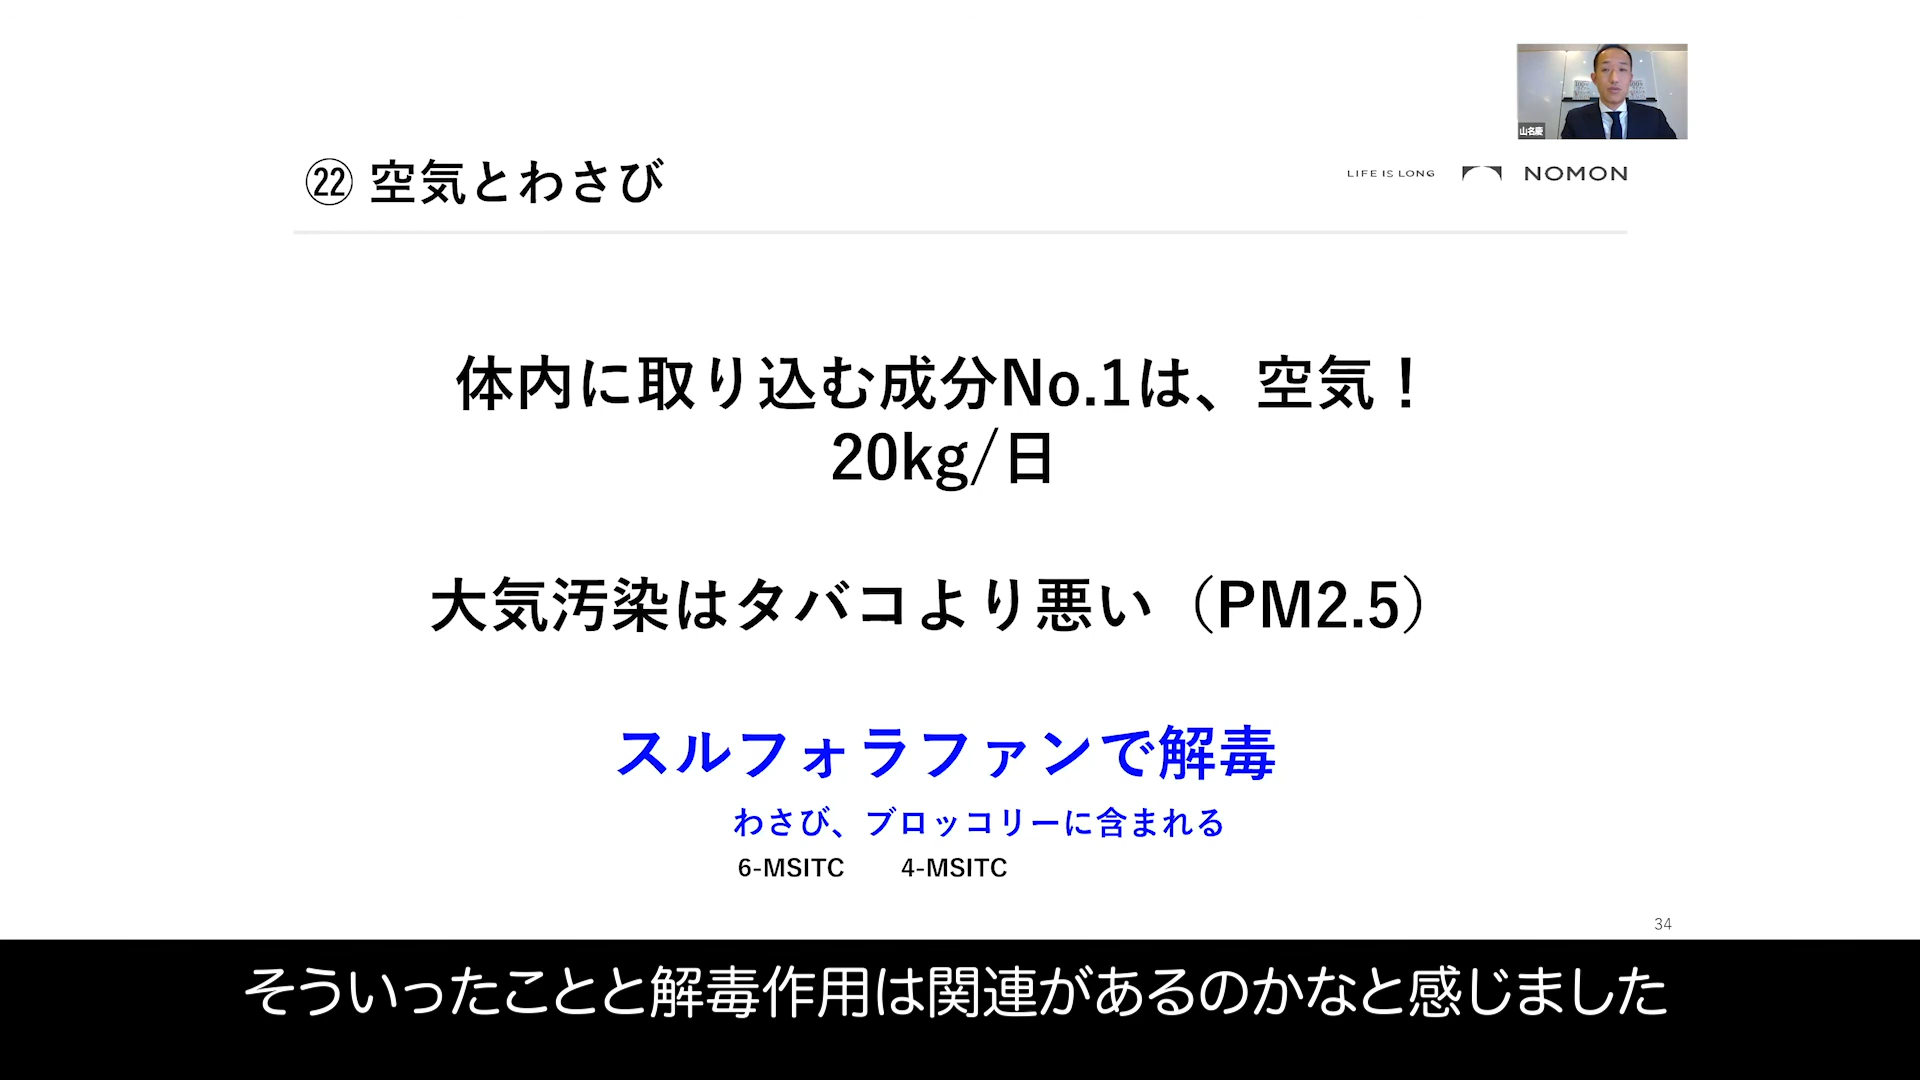 山名慶
㉒ 空気とわさび
LIFE IS LONG NOMON
体内に取り込む成分No.1は、空気！
20kg/日
大気汚染はタバコより悪い（PM2.5）
スルフォラファンで解毒
わさび、ブロッコリーに含まれる
6-MSITC 4-MSITC
34
そういったことと解毒作用は関連があるのかなと感じました